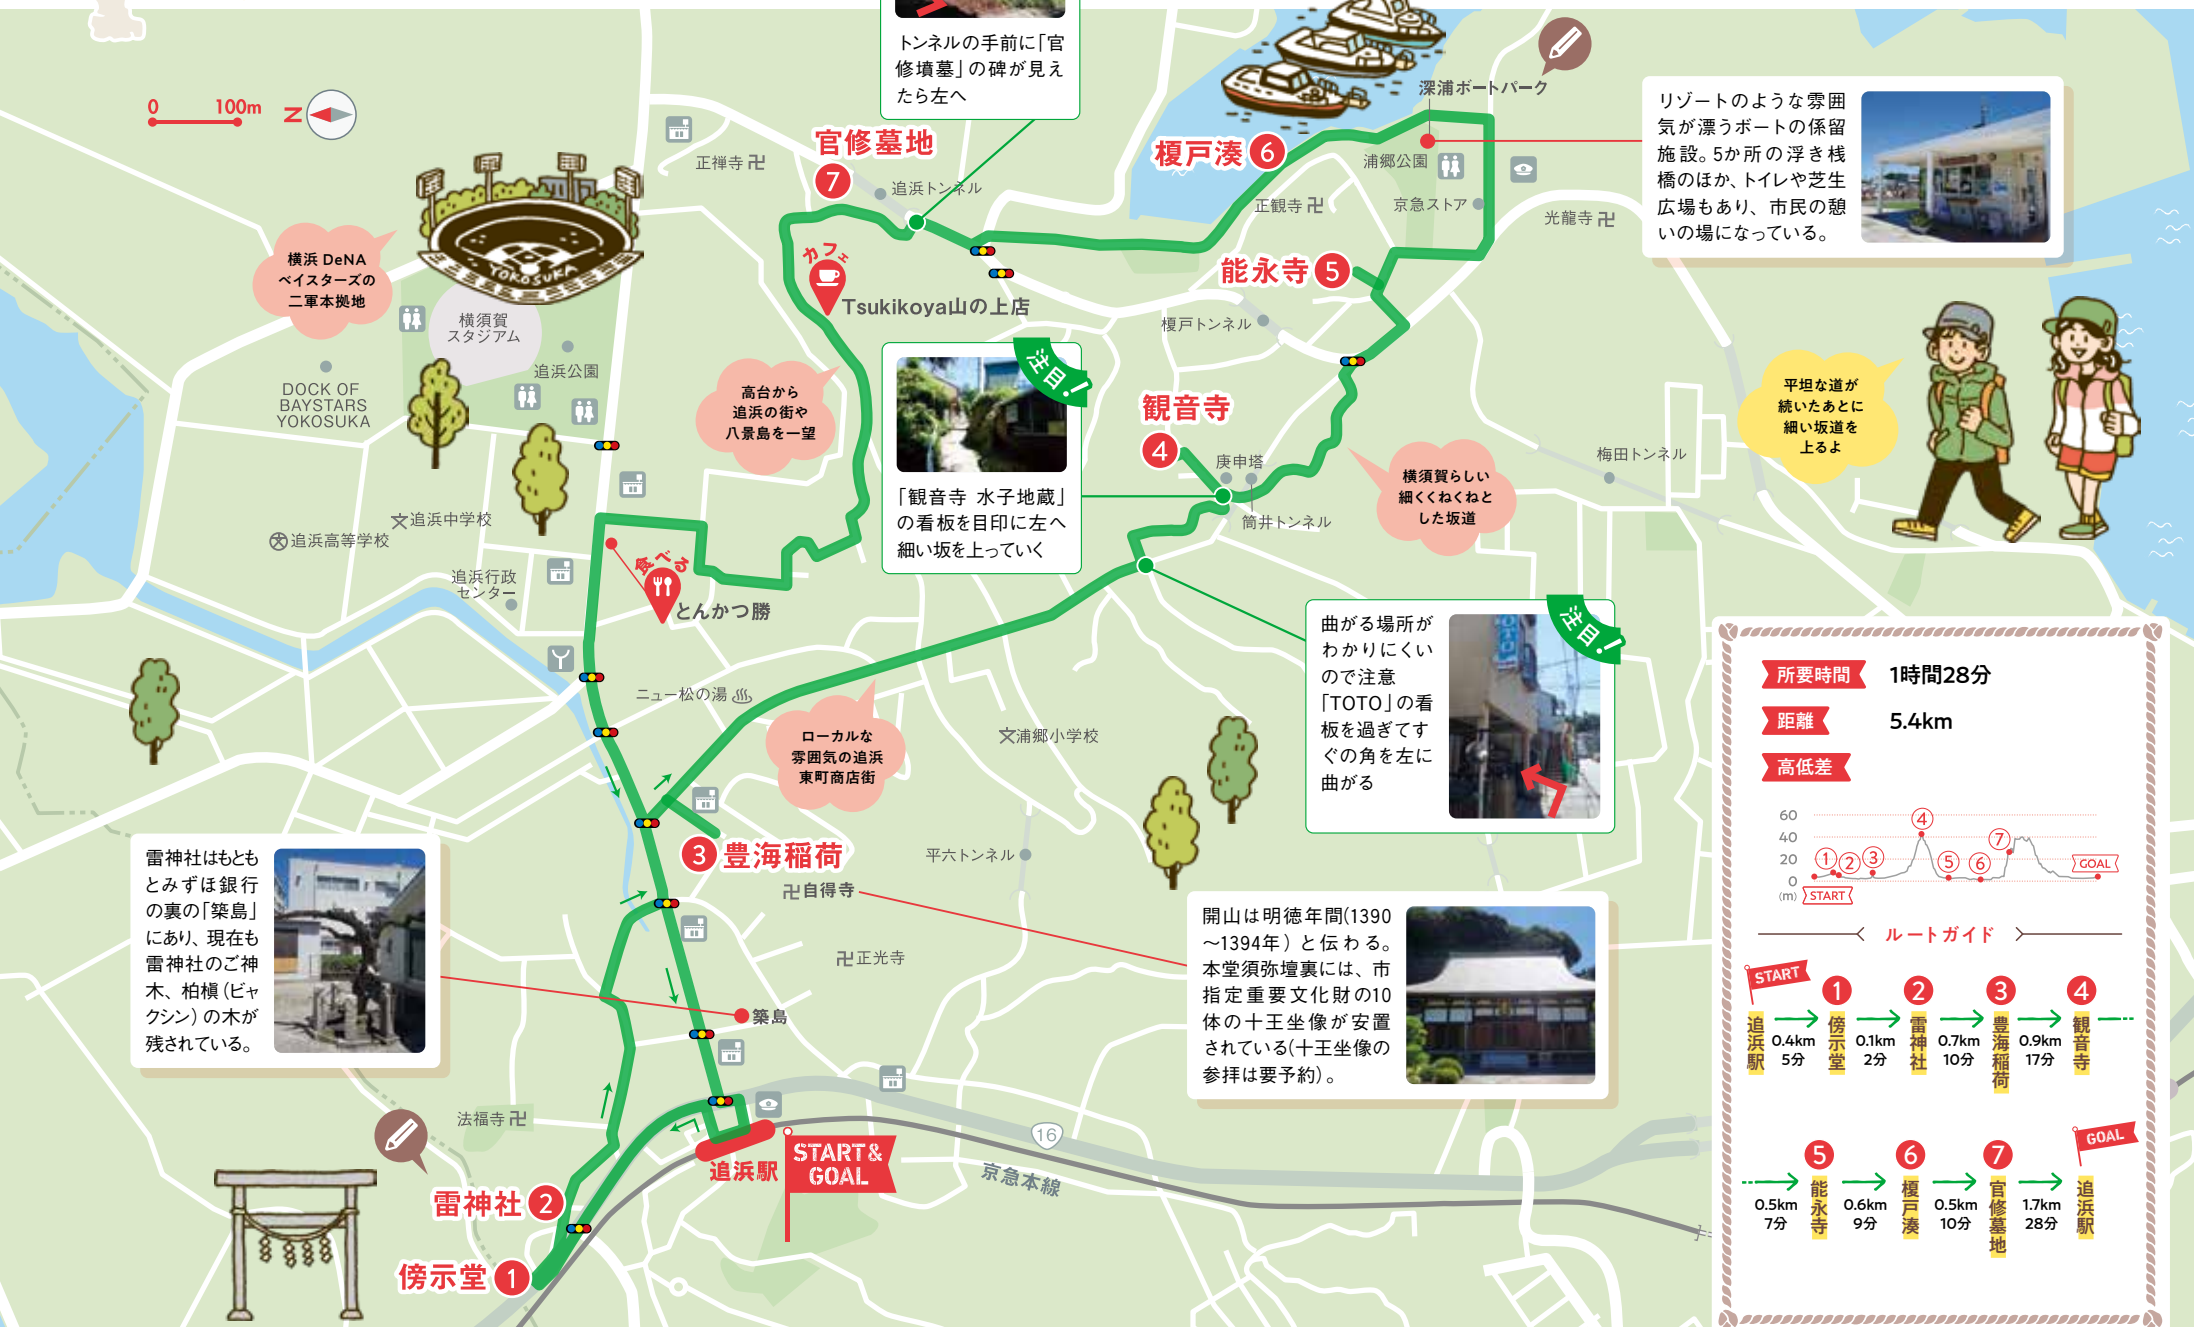 トンネルの手前に「官
修墳墓」の碑が見え
たら左へ
0 100m
N
深浦ボートパーク
リゾートのような雰囲
気が漂うボートの係留
施設。5か所の浮き桟
橋のほか、トイレや芝生
広場もあり、市民の憩
いの場になっている。
官修墓地
7
正禅寺
追浜トンネル
榎戸湊 6
浦郷公園
正観寺
京急ストア
光龍寺
横浜 DeNA
ベイスターズの
二軍本拠地
YOKOSUKA
横須賀
スタジアム
カフェ
Tsukikoya山の上店
能永寺 5
榎戸トンネル
追浜公園
DOCK OF
BAYSTARS
YOKOSUKA
高台から
追浜の街や
八景島を一望
注目!
「観音寺 水子地蔵」
の看板を目印に左へ
細い坂を上っていく
観音寺
4
庚申塔
筒井トンネル
横須賀らしい
細くくねくねと
した坂道
梅田トンネル
平坦な道が
続いたあとに
細い坂道を
上るよ
文追浜中学校
追浜高等学校
追浜行政
センター
食べる
とんかつ勝
注目!
曲がる場所が
わかりにくい
ので注意
「TOTO」の看
板を過ぎてす
ぐの角を左に
曲がる
TOTO
ニュー松の湯
ローカルな
雰囲気の追浜
東町商店街
文浦郷小学校
3 豊海稲荷
平六トンネル
自得寺
正光寺
雷神社はもとも
とみずほ銀行
の裏の「築島」
にあり、現在も
雷神社のご神
木、柏槇(ビャ
クシン)の木が
残されている。
築島
開山は明徳年間(1390
～1394年)と伝わる。
本堂須弥壇裏には、市
指定重要文化財の10
体の十王坐像が安置
されている(十王坐像の
参拝は要予約)。
法福寺
追浜駅
START&
GOAL
16
京急本線
雷神社 2
傍示堂 1
所要時間 1時間28分
距離 5.4km
高低差
60
40
20
0
(m)
START
1
2
3
4
5
6
7
GOAL
ルートガイド
START
1 2 3 4
追浜駅
0.4km
5分
傍示堂
0.1km
2分
雷神社
0.7km
10分
豊海稲荷
0.9km
17分
観音寺
GOAL
5 6 7
0.5km
7分
能永寺
0.6km
9分
榎戸湊
0.5km
10分
官修墓地
1.7km
28分
追浜駅